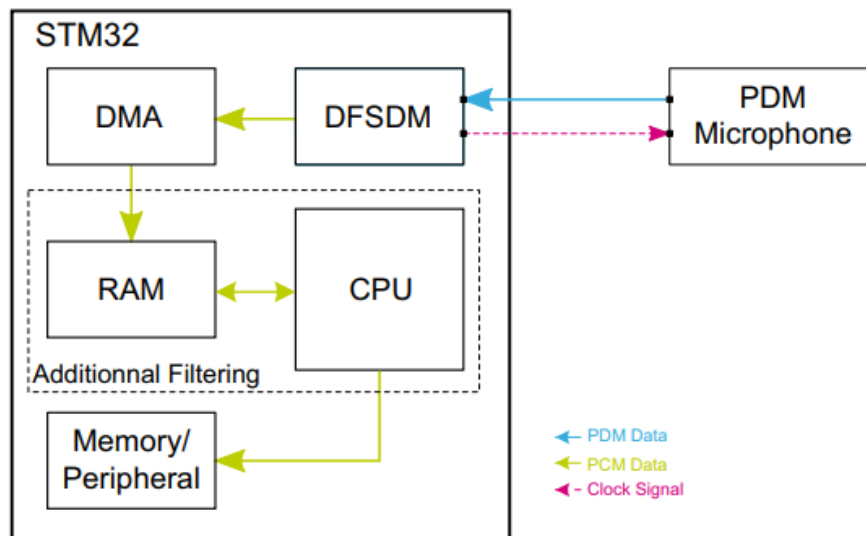 STM32
DMA
DFSDM
PDM
Microphone
RAM
CPU
Additionnal Filtering
Memory/
Peripheral
PDM Data
PCM Data
Clock Signal